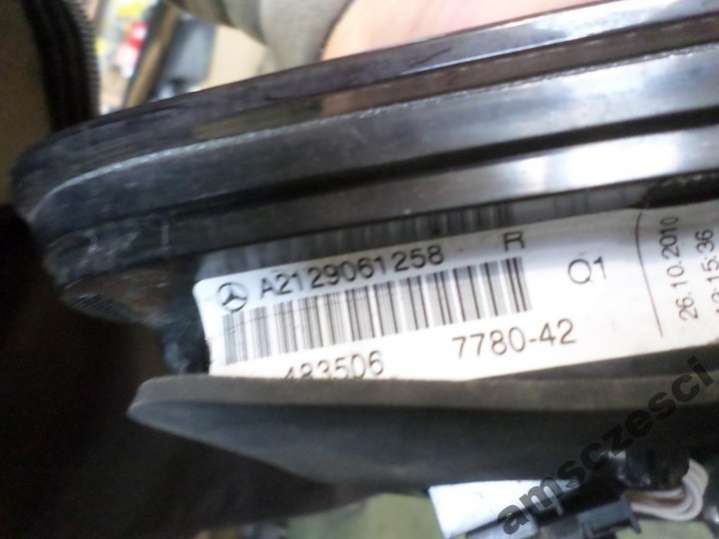 A2129061258 R
Q1
483506 7780-42
26.10.2010
:15:36
amsczesci